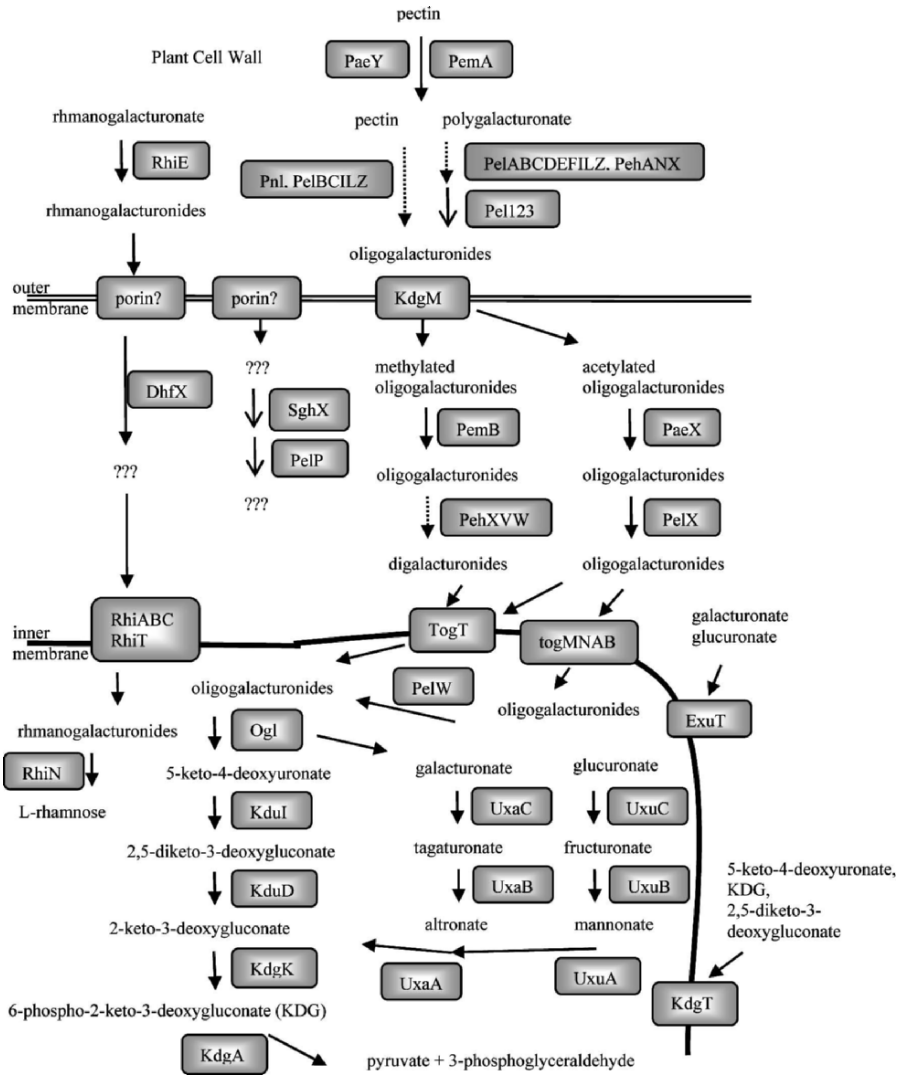 pectin
Plant Cell Wall
PaeY
PemA
rhmanogalacturonate
pectin
polygalacturonate
RhiE
Pnl. PelBCILZ
PelABCDEFILZ. PehANX
Pel123
rhmanogalacturonides
oligogalacturonides
outer
membrane
porin?
porin?
KdgM
???
methylated
oligogalacturonides
acetylated
oligogalacturonides
DhfX
SghX
PemB
PaeX
PelP
???
oligogalacturonides
oligogalacturonides
???
PehXVW
PelX
digalacturonides
oligogalacturonides
inner
membrane
RhiABC
RhiT
TogT
togMNAB
galacturonate
glucuronate
oligogalacturonides
PelW
oligogalacturonides
ExuT
rhmanogalacturonides
Ogl
RhiN
5-keto-4-deoxyuronate
galacturonate
glucuronate
L-rhamnose
KduI
UxaC
UxuC
2,5-diketo-3-deoxygluconate
tagaturonate
fructuronate
KduD
UxaB
UxuB
5-keto-4-deoxyuronate,
KDG,
2,5-diketo-3-
deoxygluconate
2-keto-3-deoxygluconate
altronate
mannonate
KdgK
UxaA
UxuA
6-phospho-2-keto-3-deoxygluconate (KDG)
KdgT
KdgA
pyruvate + 3-phosphoglyceraldehyde